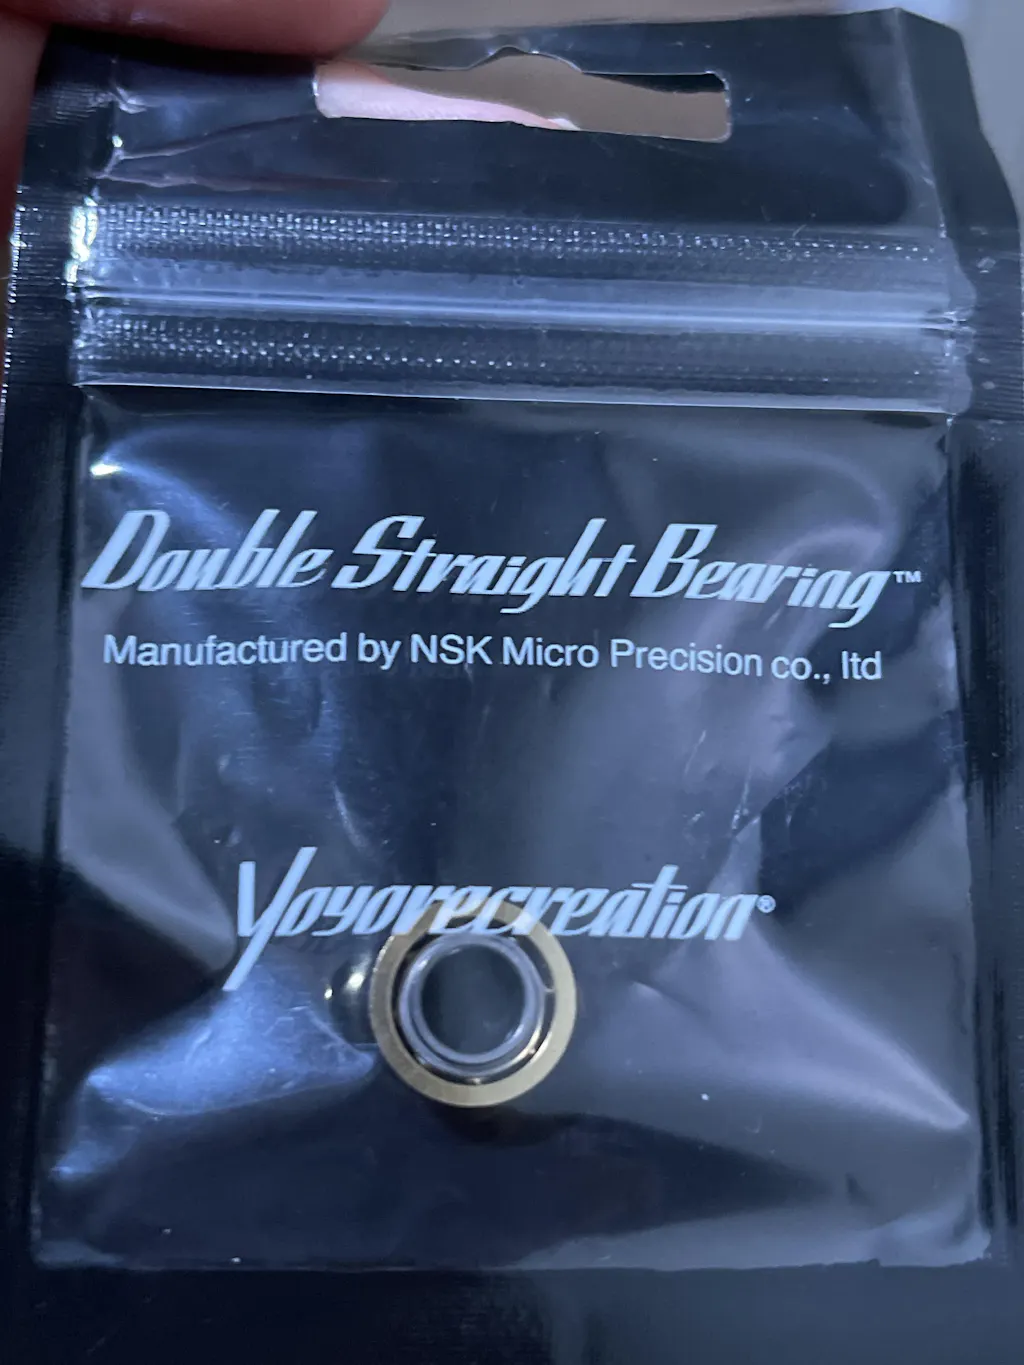 Double Straight Bearing™
Manufactured by NSK Micro Precision co., ltd
Yoyorecreation®